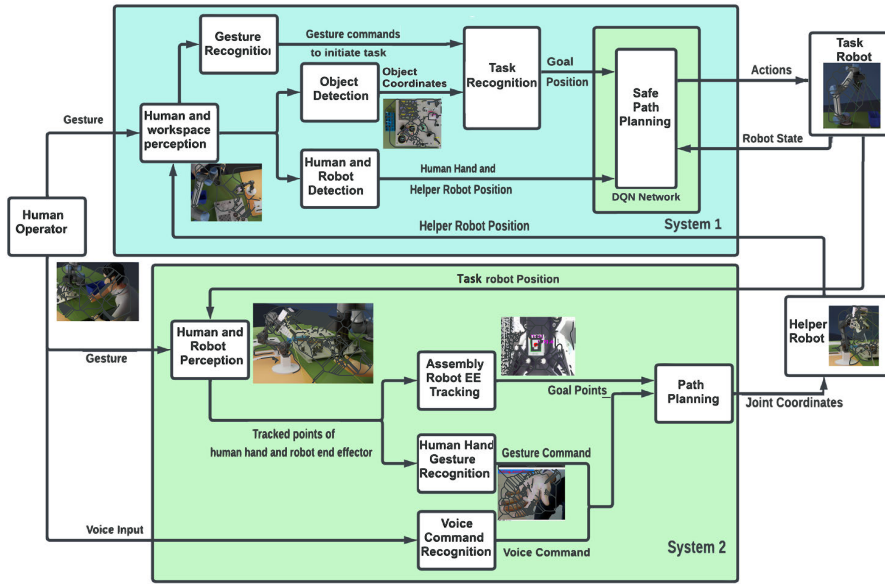 Gesture commands
to initiate task
Gesture
Recognition
Object
Detection
Object
Coordinates
Task
Recognition
Goal
Position
Safe
Path
Planning
DQN Network
Actions
Robot State
Task
Robot
Gesture
Human and
workspace
perception
Human and
Robot
Detection
Human Hand and
Helper Robot Position
System 1
Human
Operator
Helper Robot Position
Task robot Position
Human and
Robot
Perception
Gesture
Assembly
Robot EE
Tracking
Goal Points_
Path
Planning
Helper
Robot
Joint Coordinates
Tracked points of
human hand and robot end effector
Human Hand
Gesture
Recognition
Gesture Command
Voice Input
Voice
Command
Recognition
Voice Command
System 2